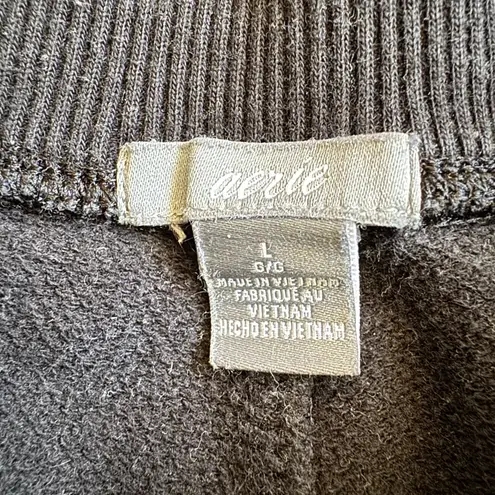 aerie
L
G/G
MADE IN VIETNAM
FABRIQUÉ AU
VIETNAM
HECHO EN VIETNAM